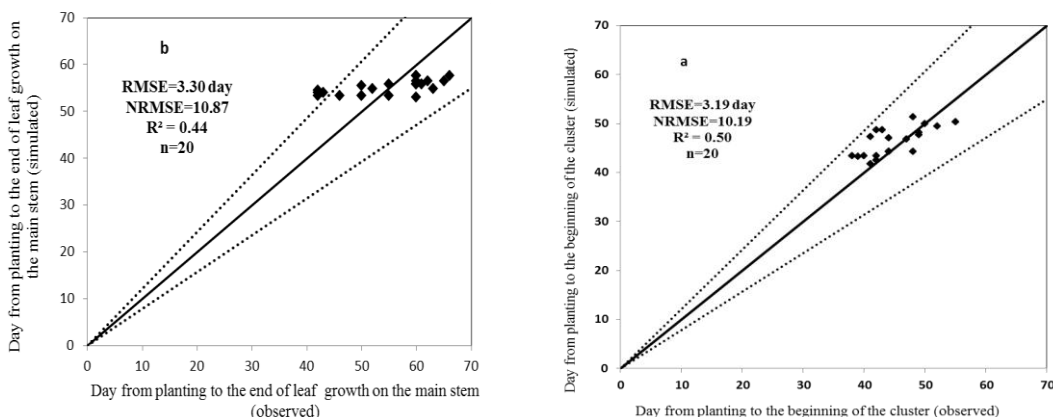 Day from planting to the end of leaf growth on
the main stem (simulated)
70
60
50
40
30
20
10
0
b
RMSE=3.30 day
NRMSE=10.87
R² = 0.44
n=20
0 10 20 30 40 50 60 70
Day from planting to the end of leaf growth on the main stem
(observed)
Day from planting to the beginning of the cluster (simulated)
70
60
50
40
30
20
10
0
a
RMSE=3.19 day
NRMSE=10.19
R² = 0.50
n=20
0 10 20 30 40 50 60 70
Day from planting to the beginning of the cluster (observed)